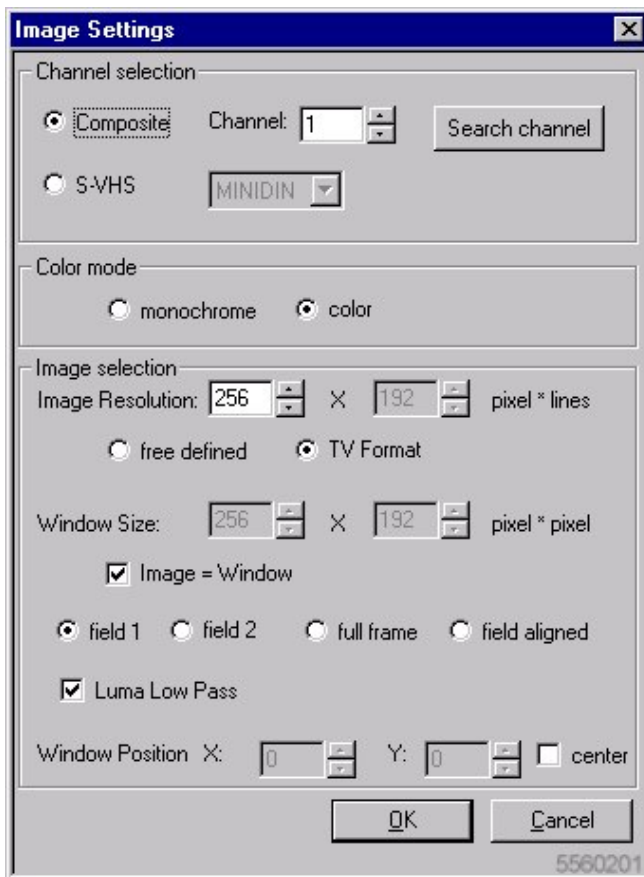 Image Settings
Channel selection
Composite Channel: 1 Search channel
S-VHS MINIDIN
Color mode
monochrome color
Image selection
Image Resolution: 256 X 192 pixel * lines
free defined TV Format
Window Size: 256 X 192 pixel * pixel
Image = Window
field 1 field 2 full frame field aligned
Luma Low Pass
Window Position X: 0 Y: 0 center
OK Cancel
5560201